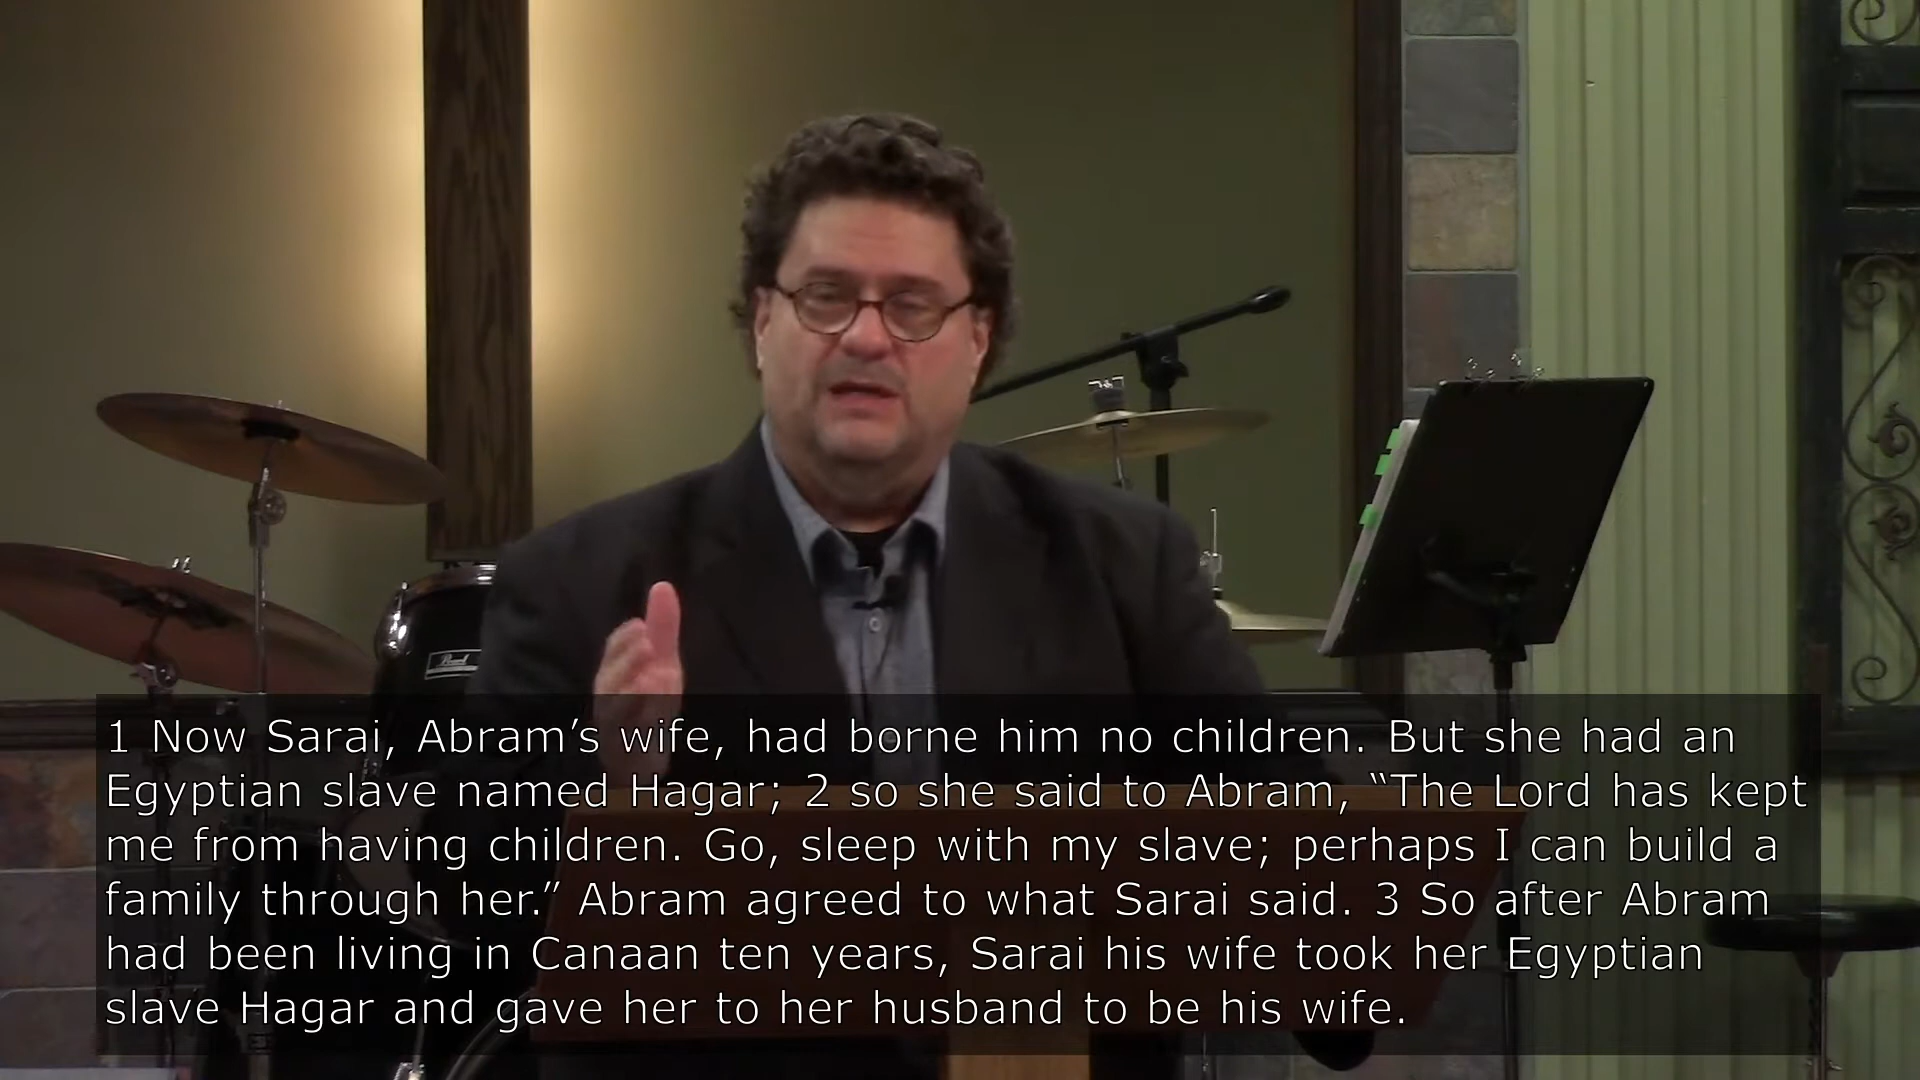 Pearl
1 Now Sarai, Abram’s wife, had borne him no children. But she had an
Egyptian slave named Hagar; 2 so she said to Abram, “The Lord has kept
me from having children. Go, sleep with my slave; perhaps I can build a
family through her.” Abram agreed to what Sarai said. 3 So after Abram
had been living in Canaan ten years, Sarai his wife took her Egyptian
slave Hagar and gave her to her husband to be his wife.